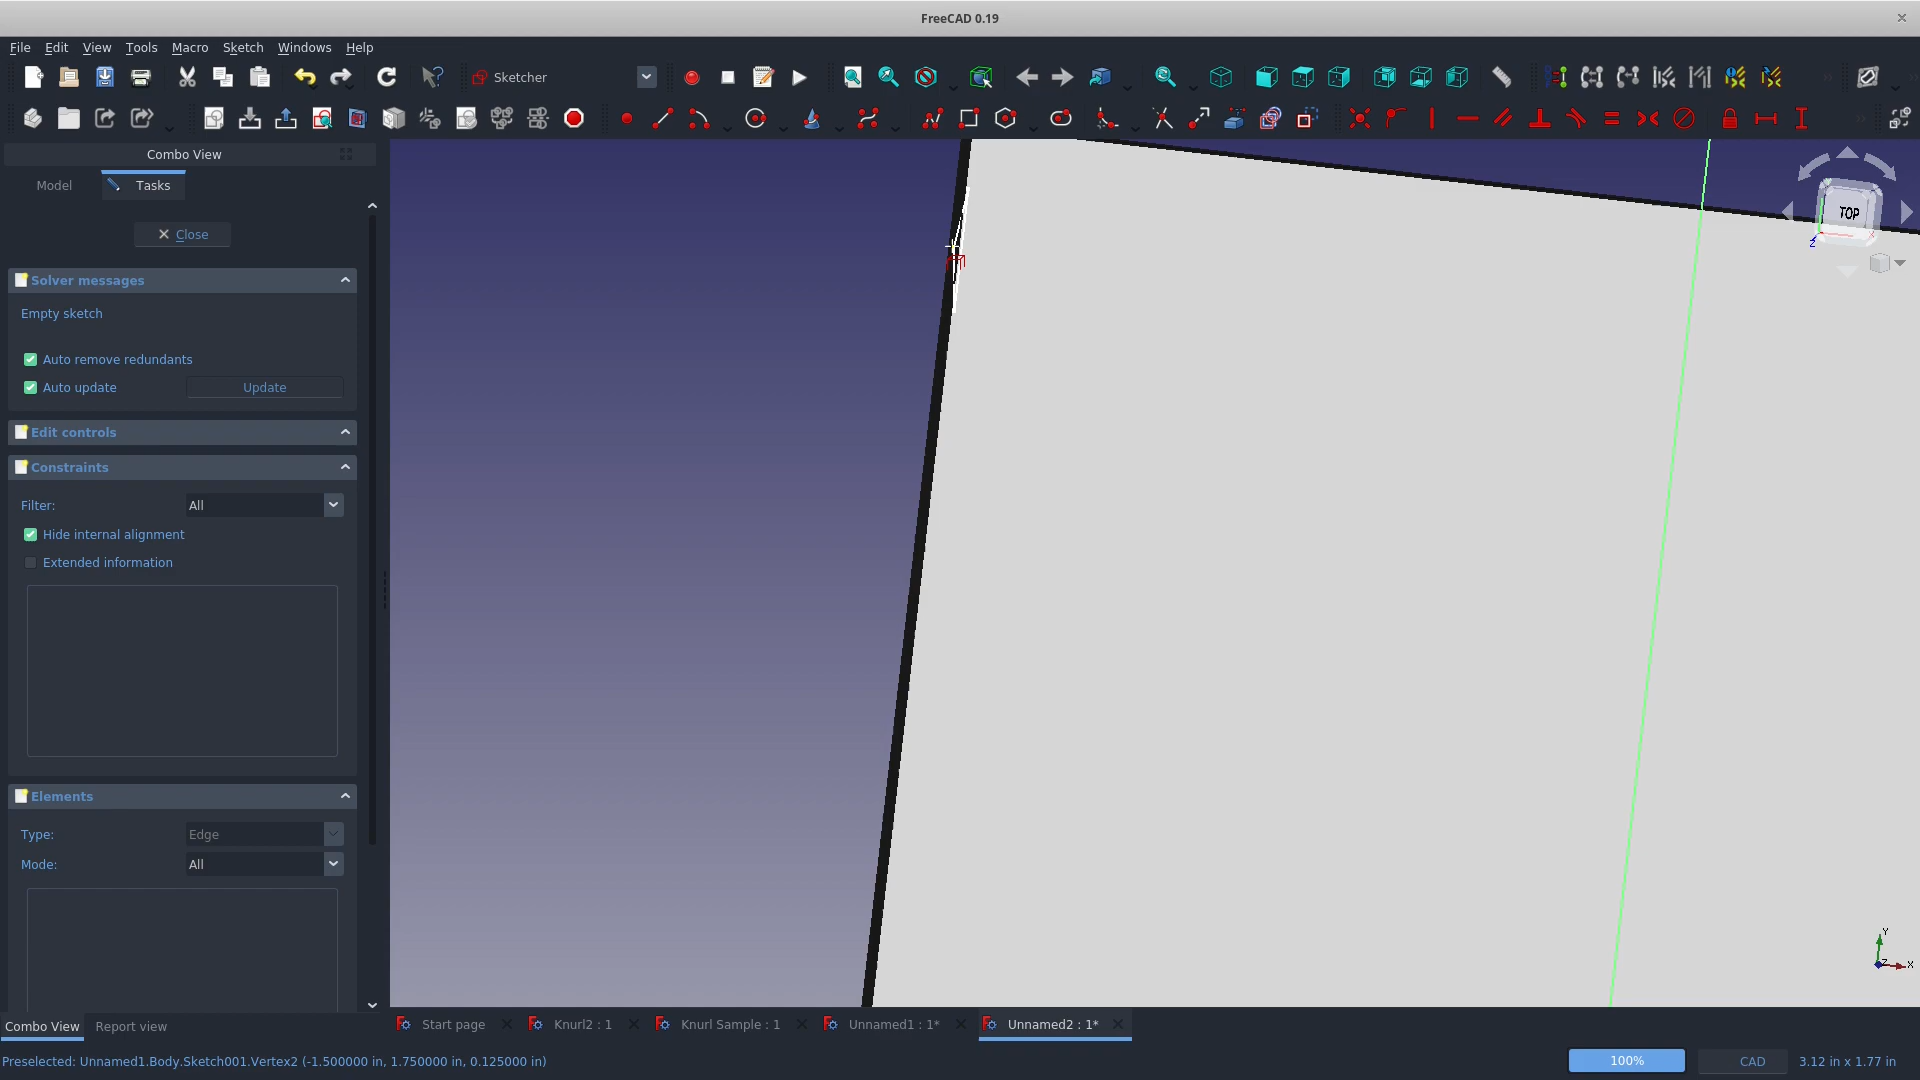 FreeCAD 0.19
File Edit View Tools Macro Sketch Windows Help
Sketcher
Combo View
Model Tasks
Close
Solver messages
Empty sketch
Auto remove redundants
Auto update Update
Edit controls
Constraints
Filter: All
Hide internal alignment
Extended information
Elements
Type: Edge
Mode: All
TOP
Z
X
Y
Z
X
Combo View Report view
Start page Knurl2 : 1 Knurl Sample : 1 Unnamed1 : 1* Unnamed2 : 1*
Preselected: Unnamed1.Body.Sketch001.Vertex2 (-1.500000 in, 1.750000 in, 0.125000 in)
100% CAD 3.12 in x 1.77 in